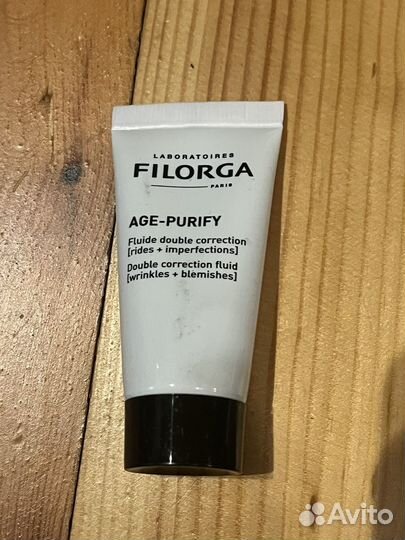 LABORATOIRES
FILORGA
PARIS
AGE-PURIFY
Fluide double correction
[rides + imperfections]
Double correction fluid
[wrinkles + blemishes]
Avito